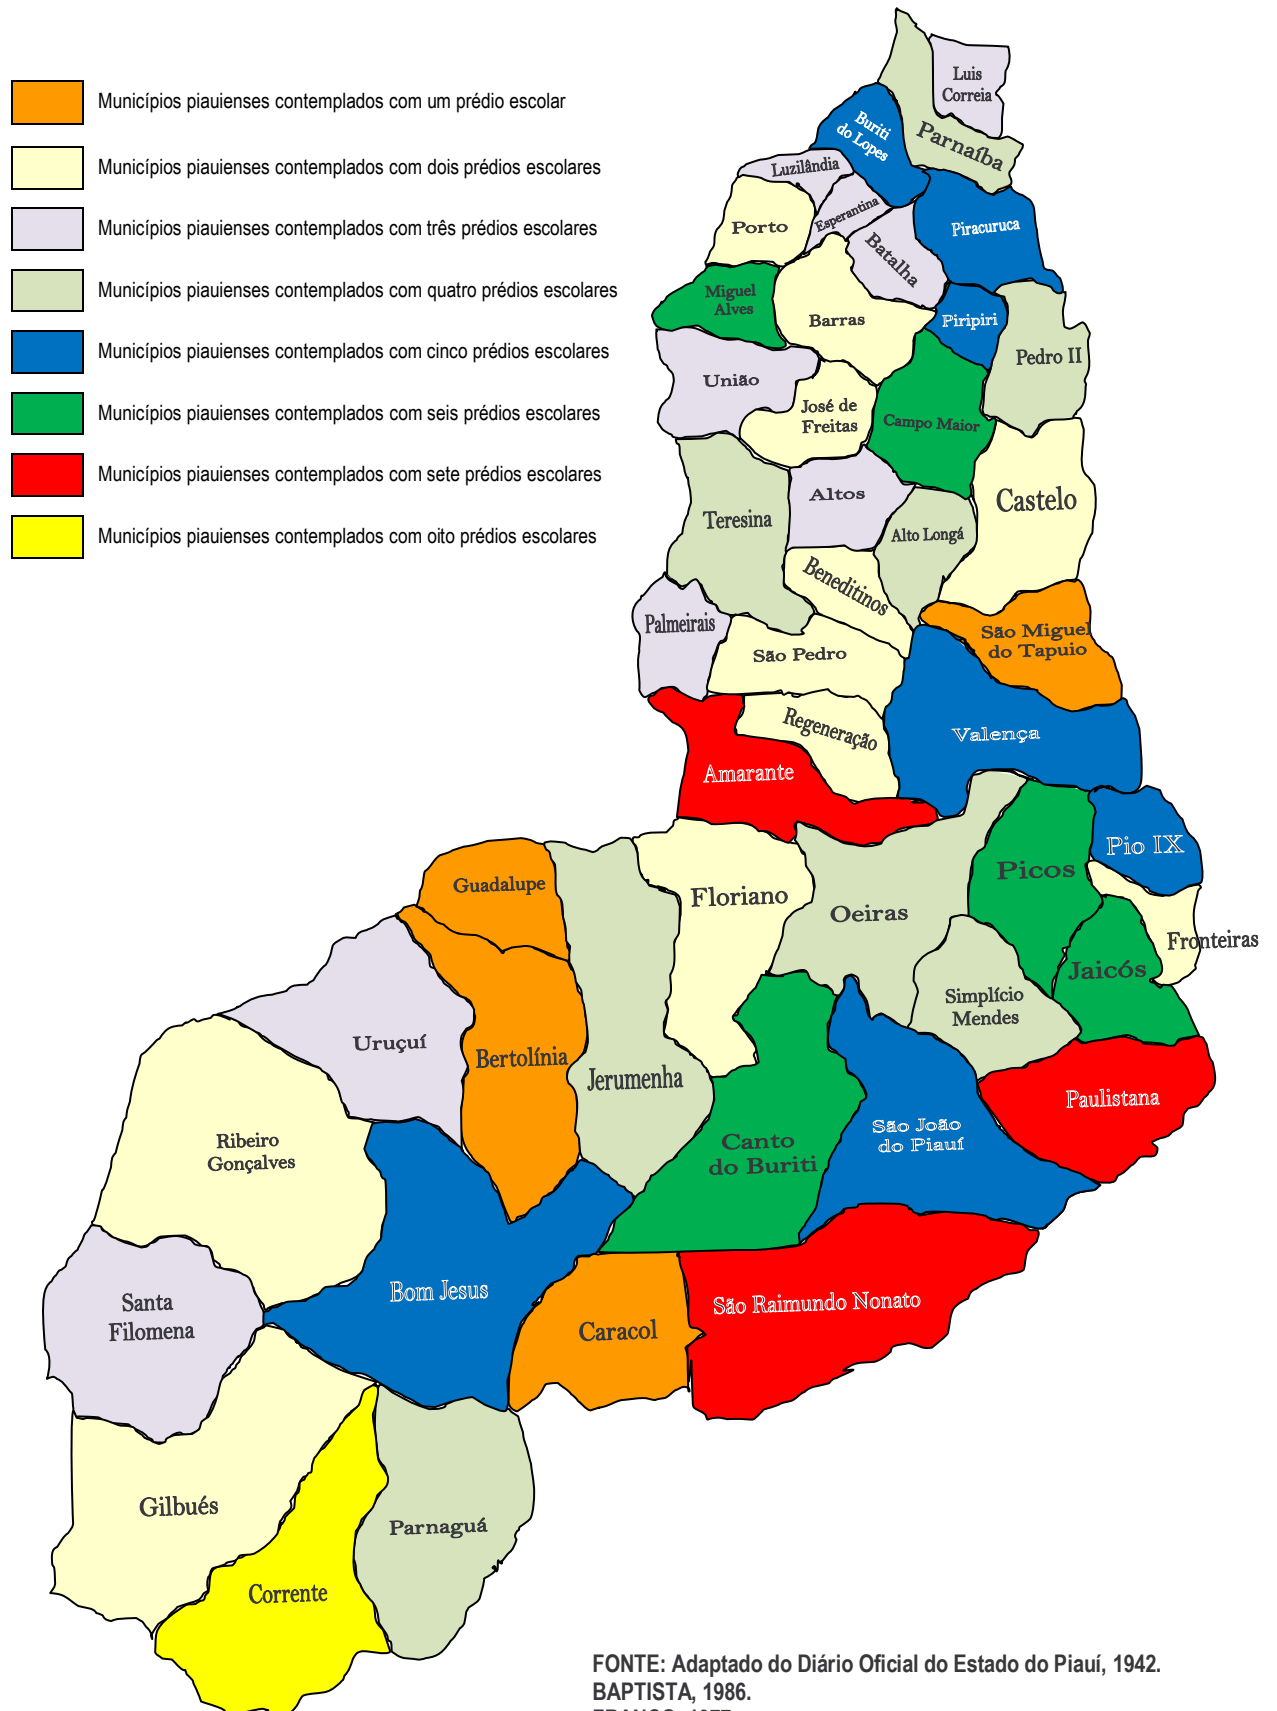 Municípios piauienses contemplados com um prédio escolar
Municípios piauienses contemplados com dois prédios escolares
Municípios piauienses contemplados com três prédios escolares
Municípios piauienses contemplados com quatro prédios escolares
Municípios piauienses contemplados com cinco prédios escolares
Municípios piauienses contemplados com seis prédios escolares
Municípios piauienses contemplados com sete prédios escolares
Municípios piauienses contemplados com oito prédios escolares
Luis
Correia
Parnaíba
Buriti
do Lopes
Luzilândia
Esperantina
Porto
Batalha
Piracuruca
Miguel
Alves
Barras
Piripiri
Pedro II
União
José de
Freitas
Campo Maior
Altos
Castelo
Teresina
Alto Longá
Beneditinos
Palmeirais
São Miguel
do Tapuio
São Pedro
Regeneração
Valença
Amarante
Pio IX
Picos
Guadalupe
Floriano
Oeiras
Fronteiras
Jaicós
Simplício
Mendes
Uruçuí
Bertolínia
Jerumenha
Paulistana
São João
do Piauí
Canto
do Buriti
Ribeiro
Gonçalves
Bom Jesus
Santa
Filomena
São Raimundo Nonato
Caracol
Gilbués
Parnaguá
Corrente
FONTE: Adaptado do Diário Oficial do Estado do Piauí, 1942.
BAPTISTA, 1986.